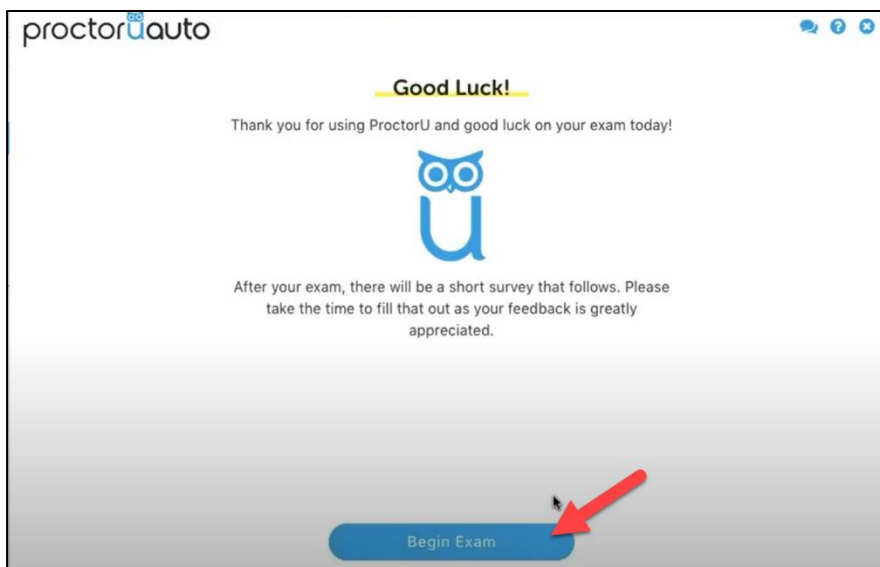 proctorüauto
Good Luck!
Thank you for using ProctorU and good luck on your exam today!
ü
After your exam, there will be a short survey that follows. Please
take the time to fill that out as your feedback is greatly
appreciated.
Begin Exam